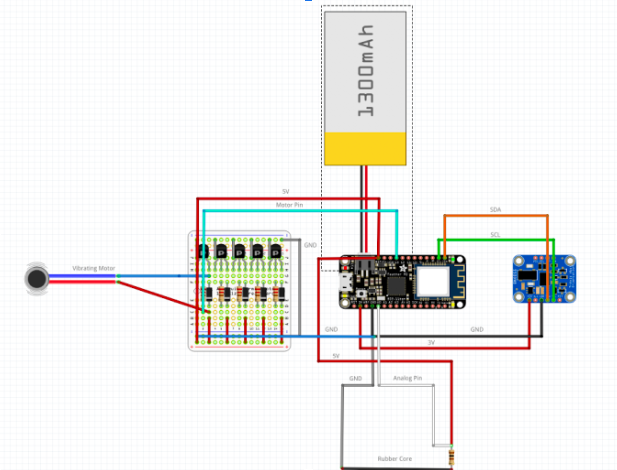 1300mAh
5V
Motor Pin
SDA
SCL
GND
Vibrating Motor
GND
GND
3V
5V
GND
Analog Pin
Rubber Core